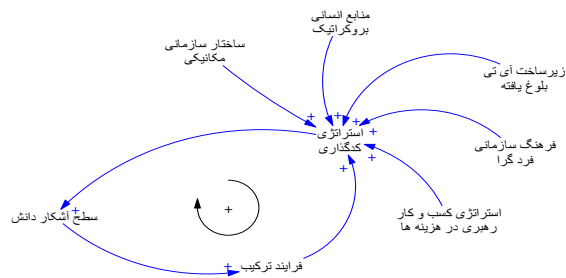 منابع انسانی
بروکراتیک
ساختار سازمانی
مکانیکی
زیرساخت آی تی
بلوغ یافته
+
+
+
+
+
استراتژی
کدگذاری
فرهنگ سازمانی
فرد گرا
+
+
استراتژی کسب و کار
رهبری در هزینه ها
+
سطح آشکار دانش
+
+
فرایند ترکیب